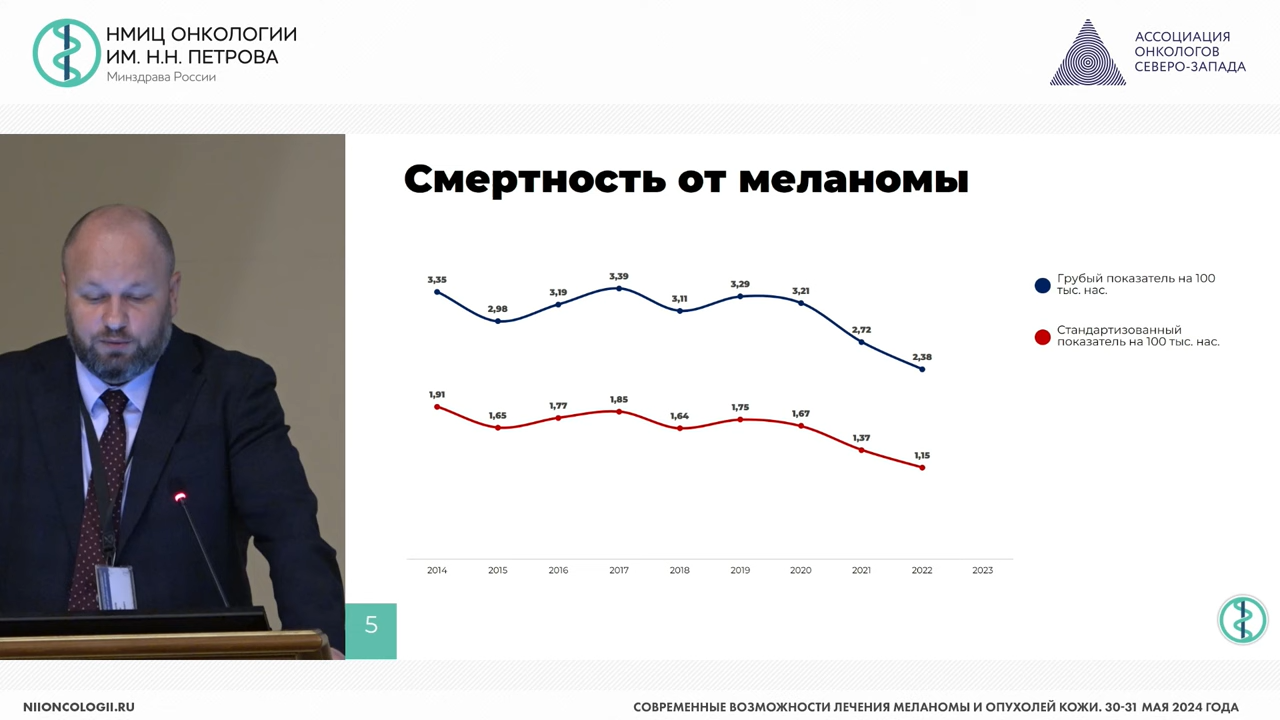 НМИЦ ОНКОЛОГИИ
ИМ. Н.Н. ПЕТРОВА
Минздрава России
АССОЦИАЦИЯ
ОНКОЛОГОВ
СЕВЕРО-ЗАПАДА
Смертность от меланомы
3,35
2,98
3,19
3,39
3,11
3,29
3,21
2,72
2,38
Грубый показатель на 100
тыс. нас.
Стандартизованный
показатель на 100 тыс. нас.
1,91
1,65
1,77
1,85
1,64
1,75
1,67
1,37
1,15
2014 2015 2016 2017 2018 2019 2020 2021 2022 2023
5
NIIONCOLOGII.RU
СОВРЕМЕННЫЕ ВОЗМОЖНОСТИ ЛЕЧЕНИЯ МЕЛАНОМЫ И ОПУХОЛЕЙ КОЖИ. 30-31 МАЯ 2024 ГОДА